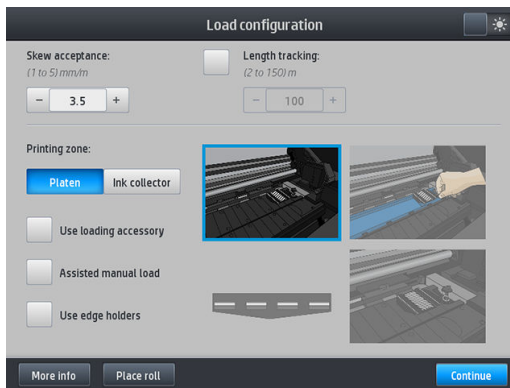 Load configuration
Skew acceptance:
(1 to 5) mm/m
− 3.5 +
Length tracking:
(2 to 150) m
− 100 +
Printing zone:
Platen
Ink collector
Use loading accessory
Assisted manual load
Use edge holders
More info
Place roll
Continue